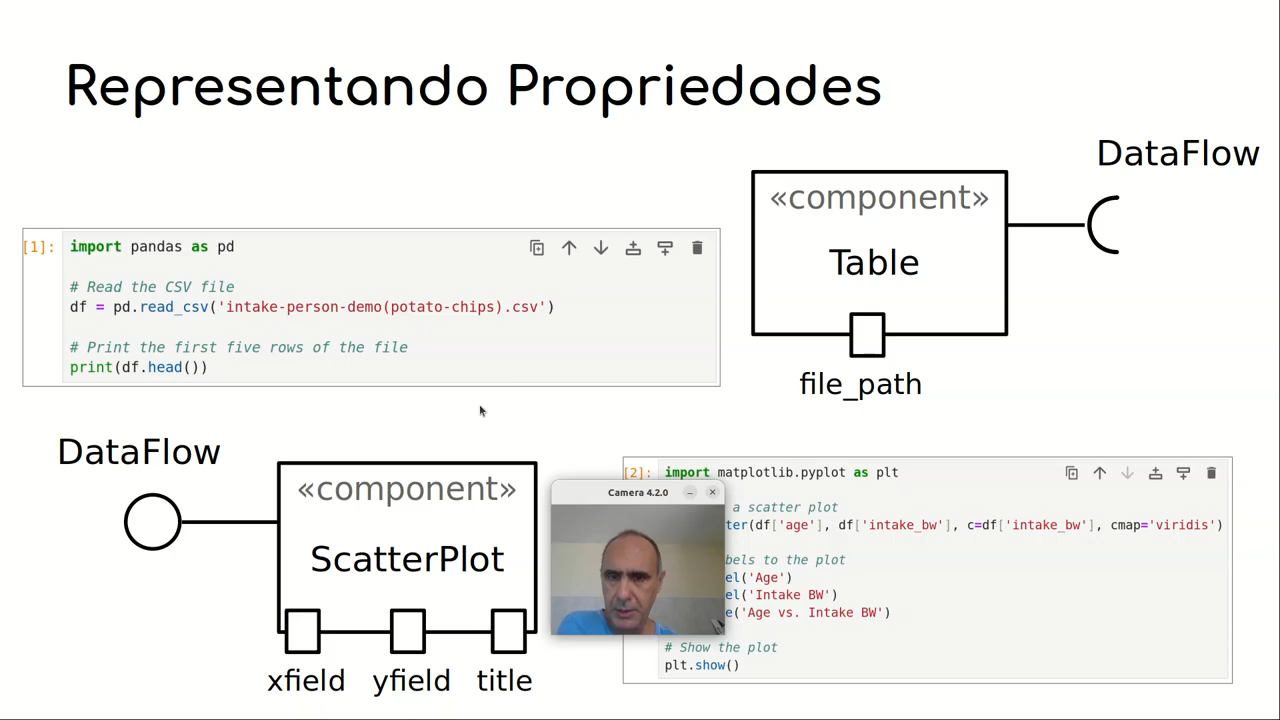 Representando Propriedades
DataFlow
«component»
Table
file_path
[1]: import pandas as pd
# Read the CSV file
df = pd.read_csv('intake-person-demo(potato-chips).csv')
# Print the first five rows of the file
print(df.head())
DataFlow
«component»
ScatterPlot
xfield yfield title
Camera 4.2.0
[2]: import matplotlib.pyplot as plt
a scatter plot
ter(df['age'], df['intake_bw'], c=df['intake_bw'], cmap='viridis')
bels to the plot
el('Age')
el('Intake BW')
e('Age vs. Intake BW')
# Show the plot
plt.show()